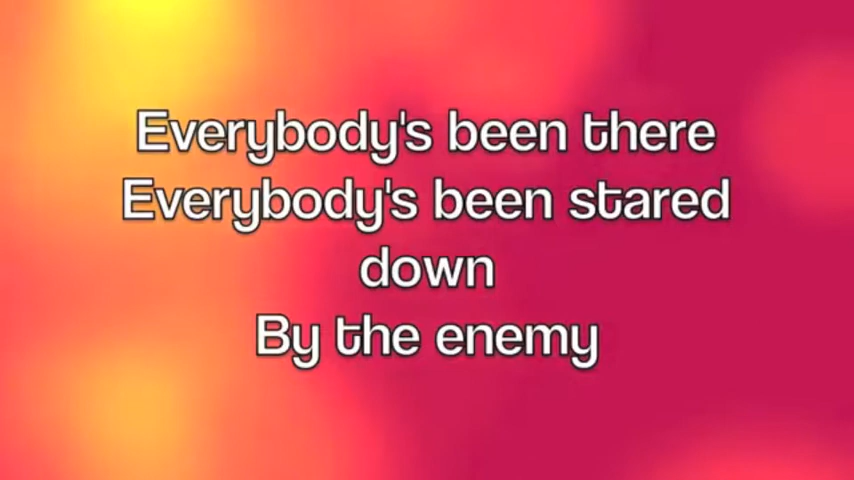 Everybody's been there
Everybody's been stared
down
By the enemy